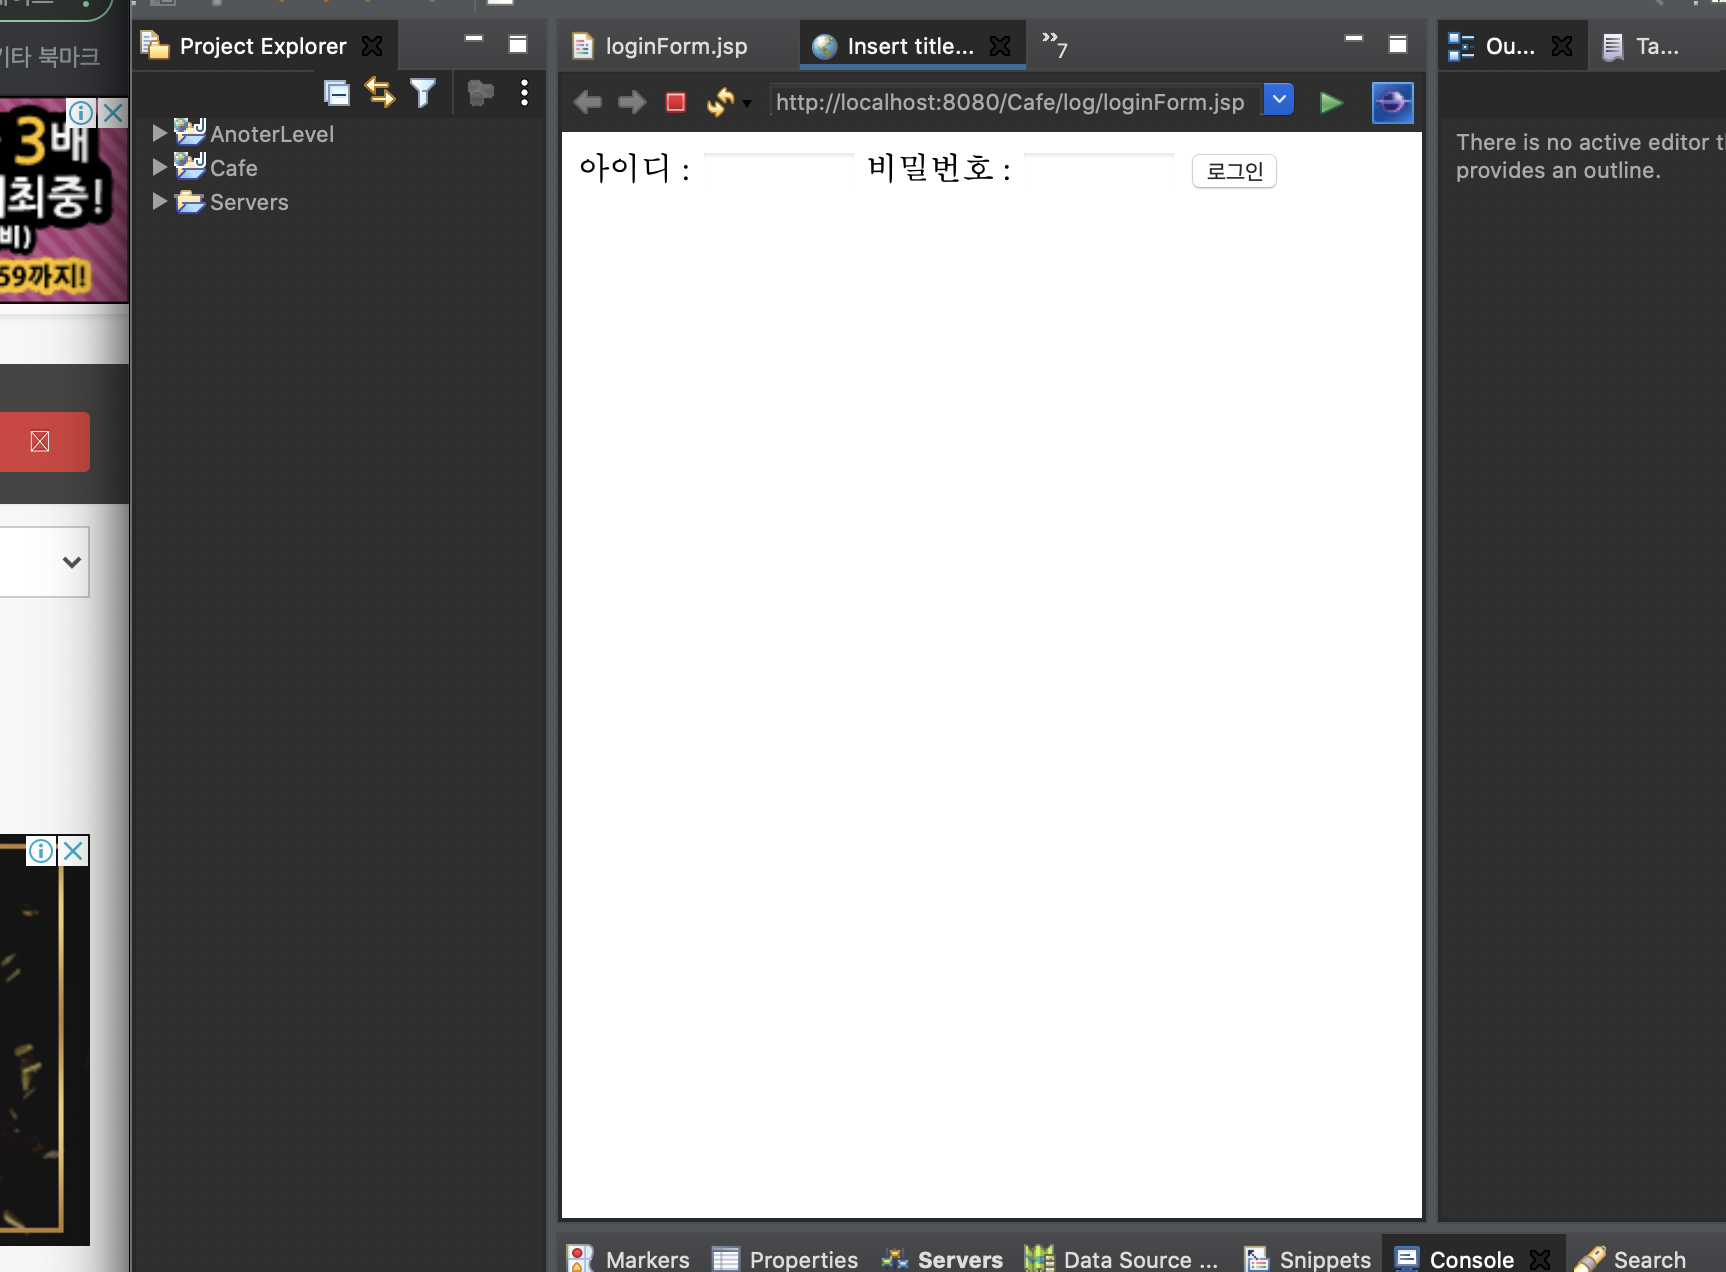 기타 북마크
3배
최중!
비)
59까지!
Project Explorer
AnoterLevel
Cafe
Servers
loginForm.jsp
Insert title...
»7
http://localhost:8080/Cafe/log/loginForm.jsp
아이디 :
비밀번호 :
로그인
Ou...
Ta...
There is no active editor t
provides an outline.
Markers
Properties
Servers
Data Source ...
Snippets
Console
Search